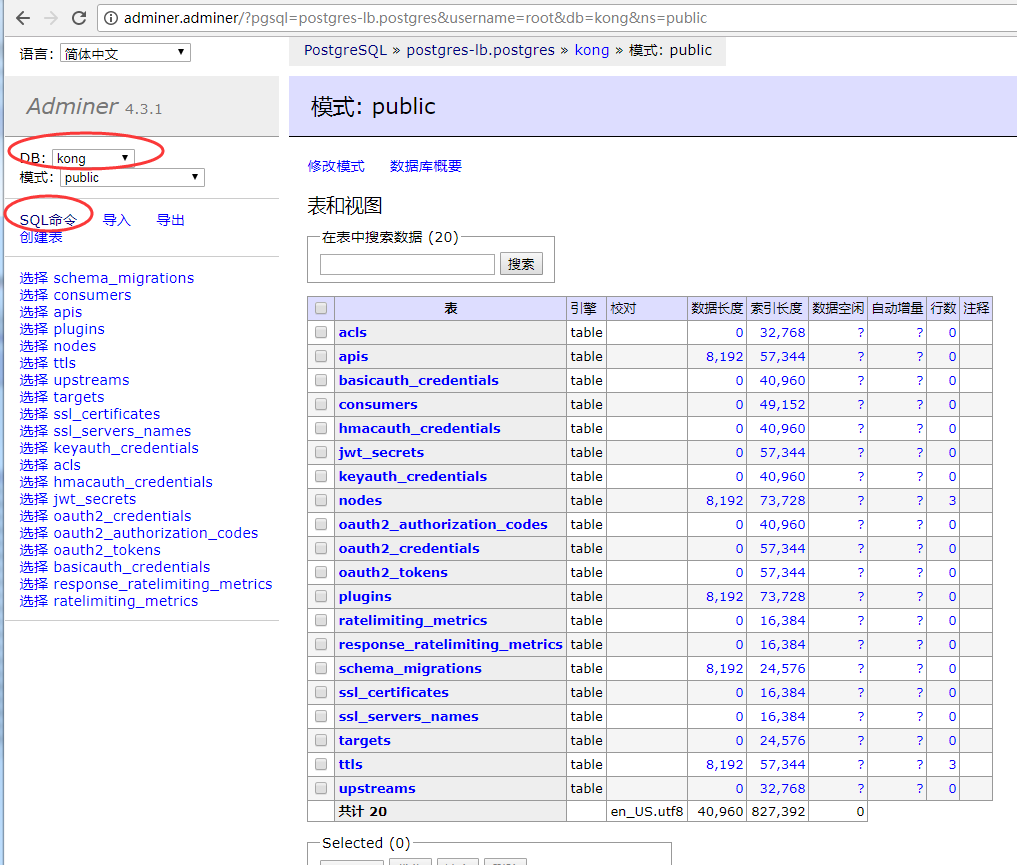 adminer.adminer/?pgsql=postgres-lb.postgres&username=root&db=kong&ns=public
语言: 简体中文
PostgreSQL » postgres-lb.postgres » kong » 模式: public
Adminer 4.3.1
模式: public
DB: kong
模式: public
SQL命令 导入 导出
创建表
选择 schema_migrations
选择 consumers
选择 apis
选择 plugins
选择 nodes
选择 ttls
选择 upstreams
选择 targets
选择 ssl_certificates
选择 ssl_servers_names
选择 keyauth_credentials
选择 acls
选择 hmacauth_credentials
选择 jwt_secrets
选择 oauth2_credentials
选择 oauth2_authorization_codes
选择 oauth2_tokens
选择 basicauth_credentials
选择 response_ratelimiting_metrics
选择 ratelimiting_metrics
修改模式 数据库概要
表和视图
在表中搜索数据 (20)
搜索
表 引擎 校对 数据长度 索引长度 数据空闲 自动增量 行数 注释
acls table 0 32,768 ? ? 0
apis table 8,192 57,344 ? ? 0
basicauth_credentials table 0 40,960 ? ? 0
consumers table 0 49,152 ? ? 0
hmacauth_credentials table 0 40,960 ? ? 0
jwt_secrets table 0 57,344 ? ? 0
keyauth_credentials table 0 40,960 ? ? 0
nodes table 8,192 73,728 ? ? 3
oauth2_authorization_codes table 0 40,960 ? ? 0
oauth2_credentials table 0 57,344 ? ? 0
oauth2_tokens table 0 57,344 ? ? 0
plugins table 8,192 73,728 ? ? 0
ratelimiting_metrics table 0 16,384 ? ? 0
response_ratelimiting_metrics table 0 16,384 ? ? 0
schema_migrations table 8,192 24,576 ? ? 0
ssl_certificates table 0 16,384 ? ? 0
ssl_servers_names table 0 16,384 ? ? 0
targets table 0 24,576 ? ? 0
ttls table 8,192 57,344 ? ? 3
upstreams table 0 32,768 ? ? 0
共计 20 en_US.utf8 40,960 827,392 0
Selected (0)